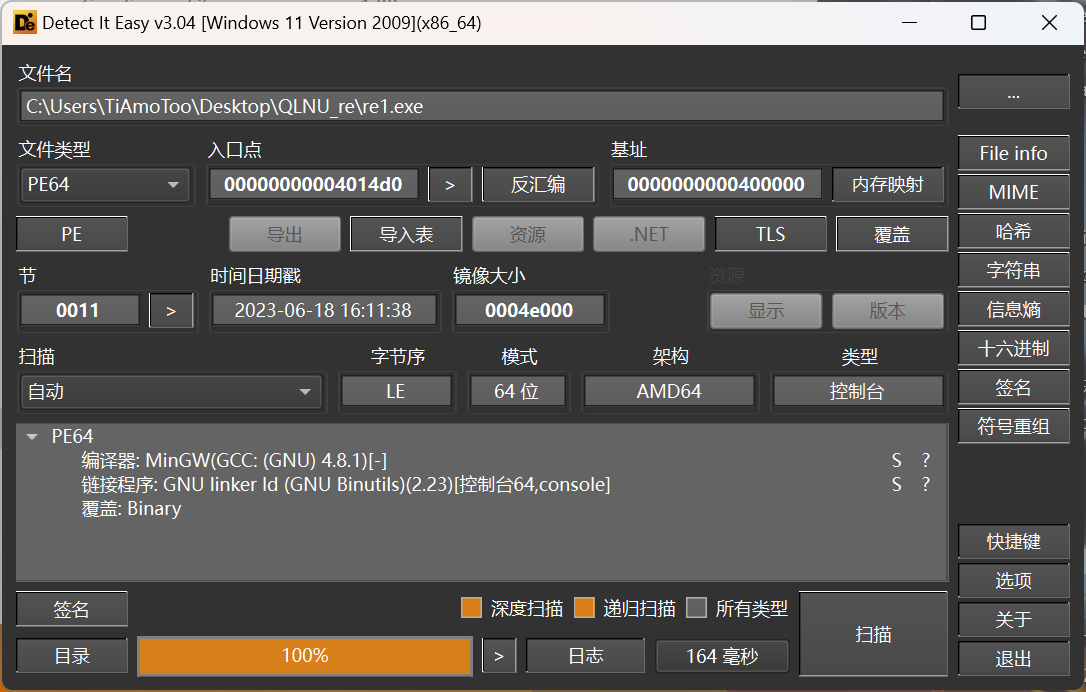 Detect It Easy v3.04 [Windows 11 Version 2009](x86_64)
文件名
C:\Users\TiAmoToo\Desktop\QLNU_re\re1.exe
...
文件类型 入口点 基址
PE64 00000000004014d0 > 反汇编 0000000000400000 内存映射
File info
MIME
PE 导出 导入表 资源 .NET TLS 覆盖
哈希
节 时间日期戳 镜像大小 资源
字符串
0011 > 2023-06-18 16:11:38 0004e000 显示 版本
信息熵
扫描 字节序 模式 架构 类型
十六进制
自动 LE 64 位 AMD64 控制台
签名
符号重组
PE64
编译器: MinGW(GCC: (GNU) 4.8.1)[-] S ?
链接程序: GNU linker ld (GNU Binutils)(2.23)[控制台64,console] S ?
覆盖: Binary
快捷键
选项
签名 深度扫描 递归扫描 所有类型
关于
目录 100% > 日志 164 毫秒 扫描
退出